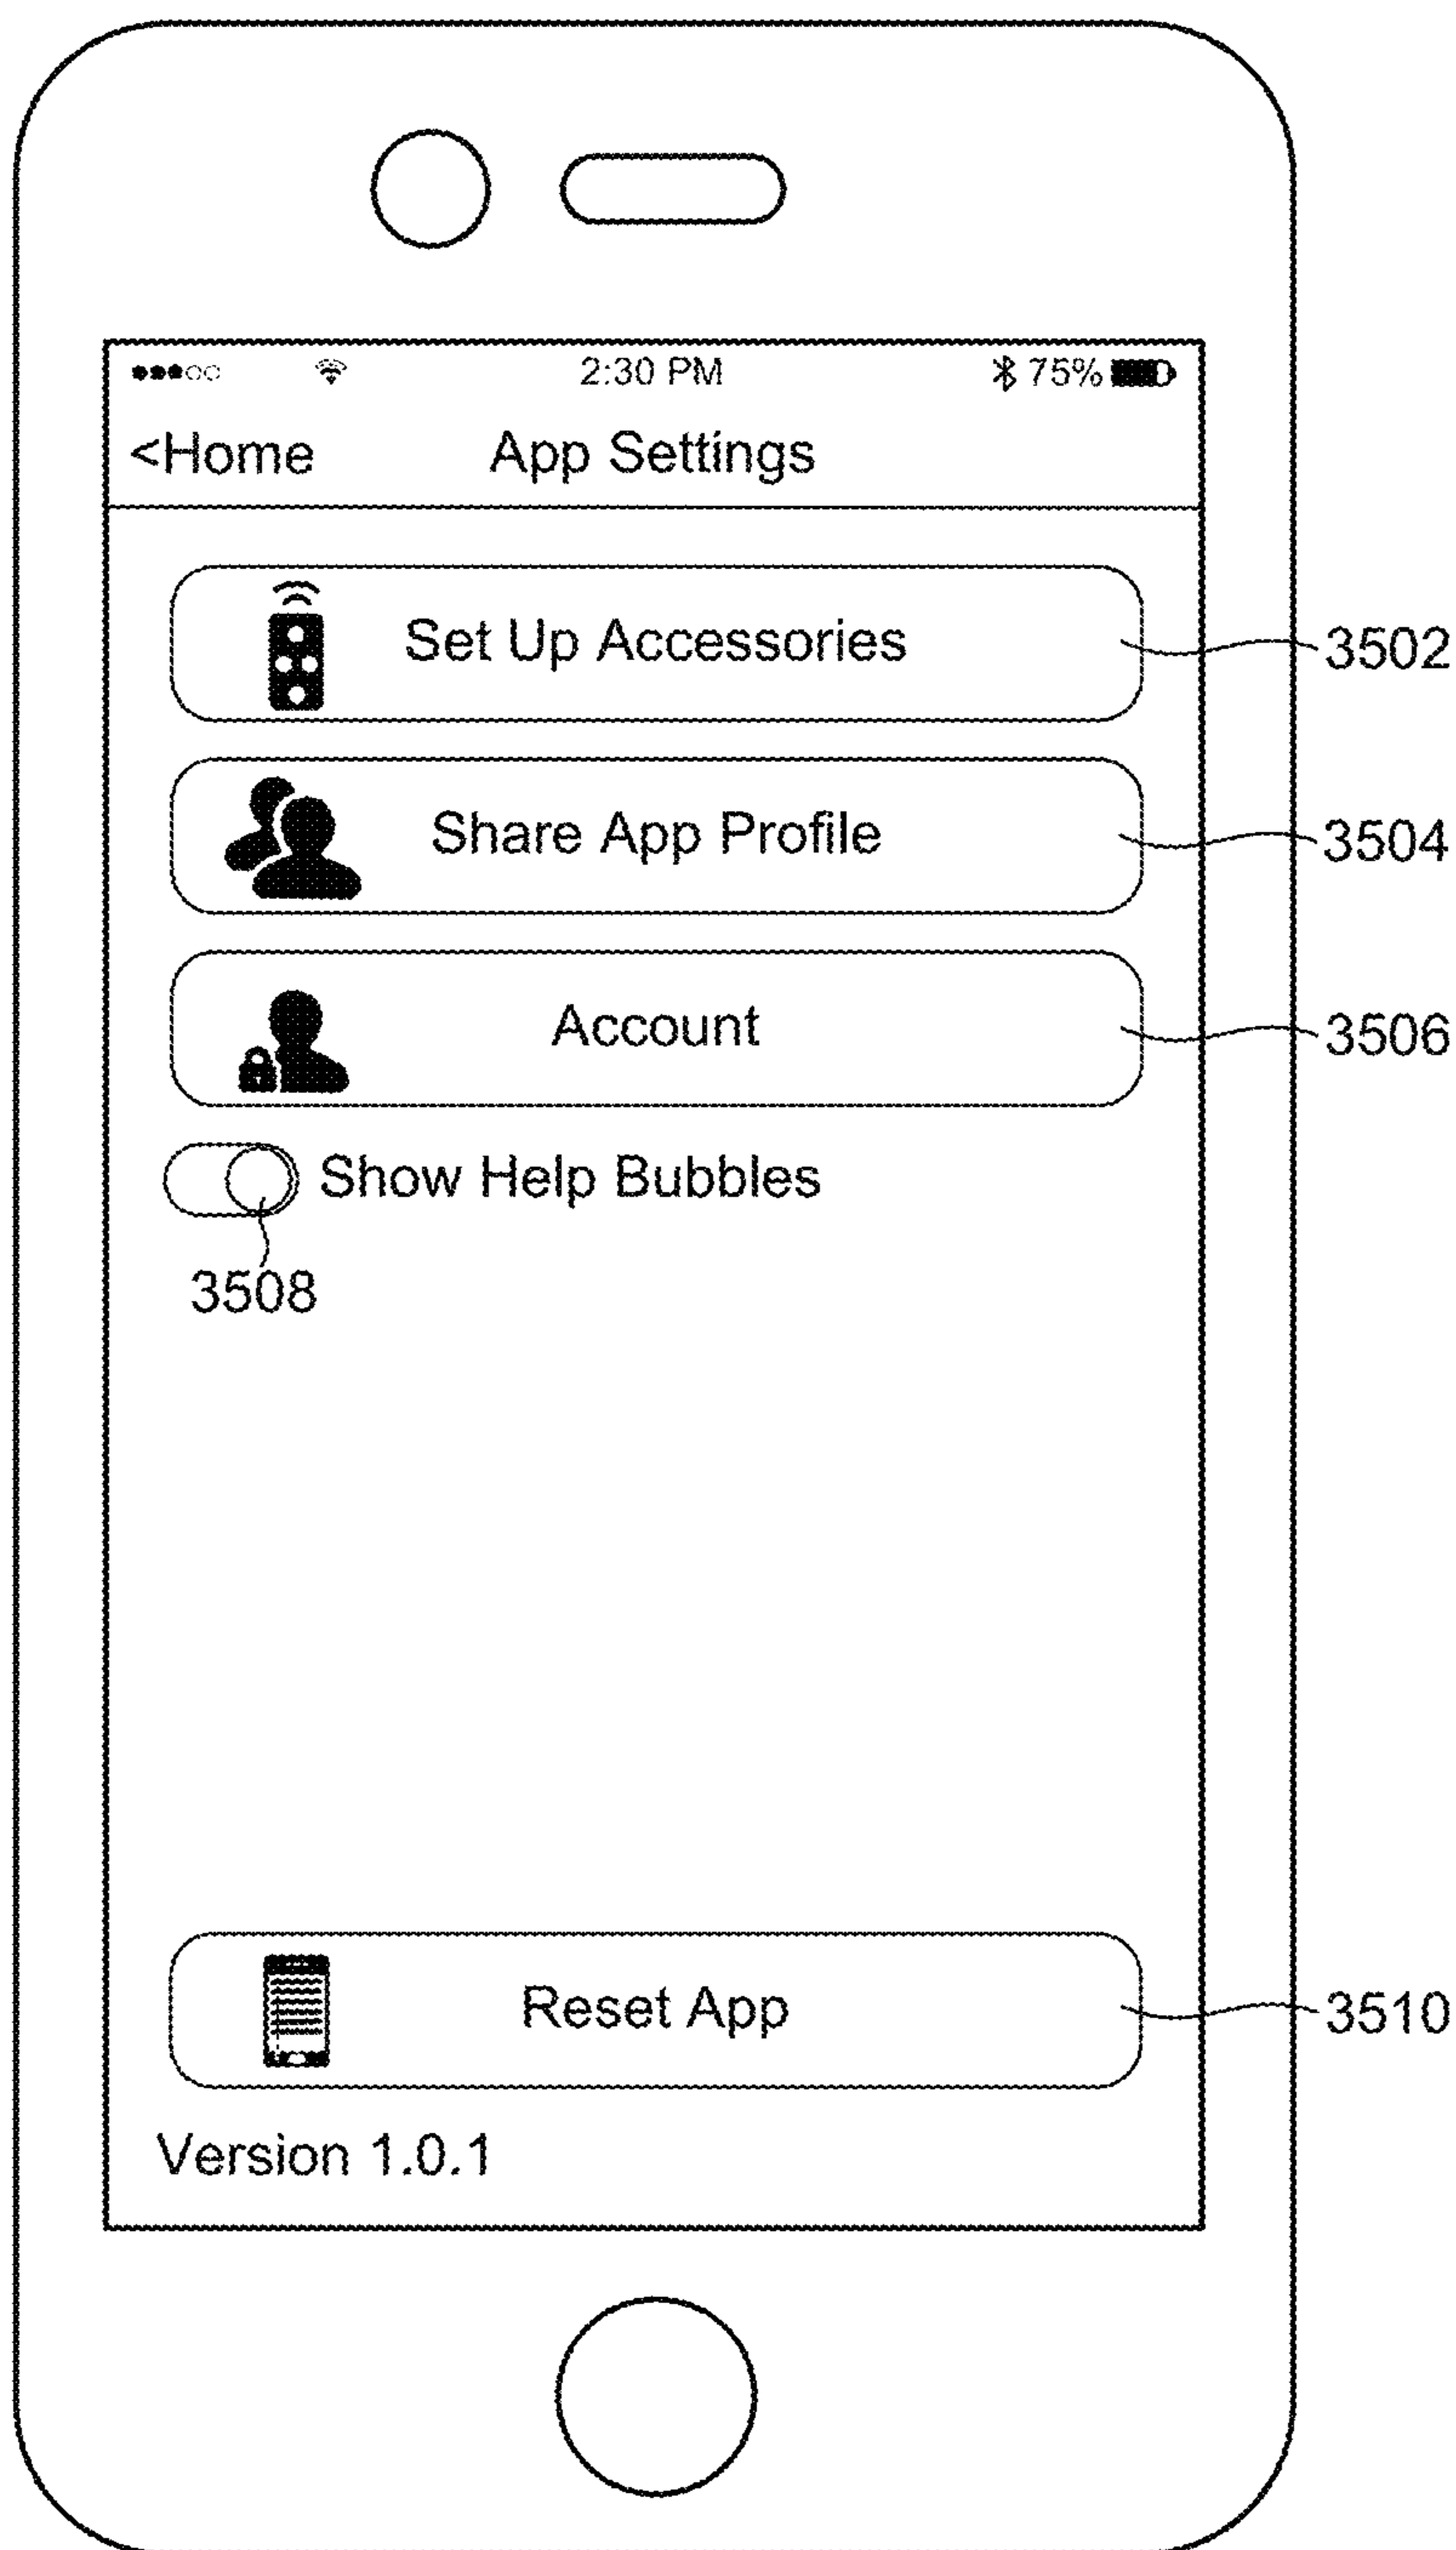 2:30 PM 75%
<Home App Settings
Set Up Accessories 3502
Share App Profile 3504
Account 3506
Show Help Bubbles
3508
Reset App 3510
Version 1.0.1